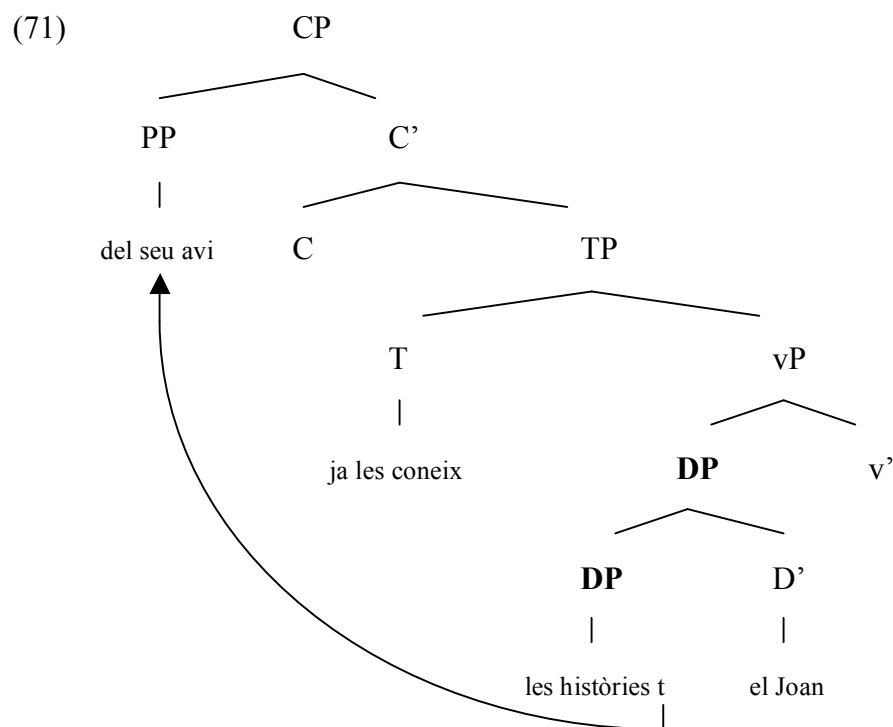 (71) CP
PP C’
del seu avi C TP
T vP
ja les coneix DP v’
DP D’
les històries t el Joan